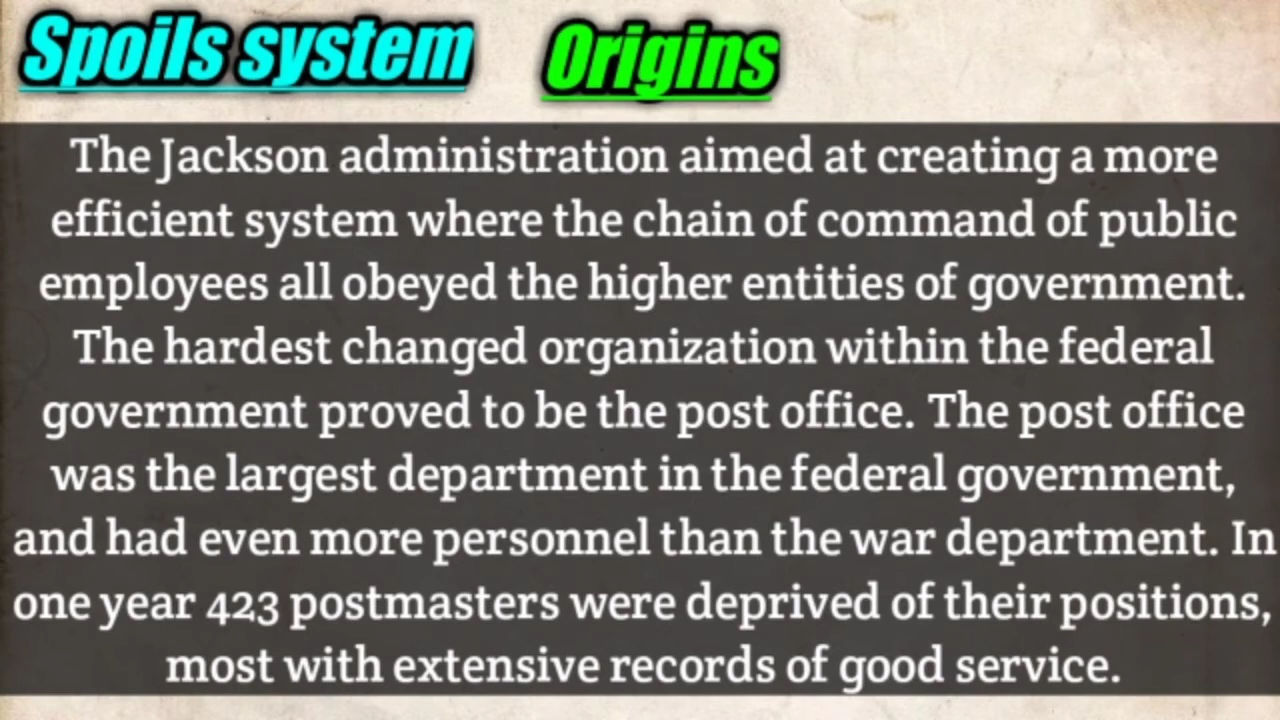 Spoils system Origins
The Jackson administration aimed at creating a more
efficient system where the chain of command of public
employees all obeyed the higher entities of government.
The hardest changed organization within the federal
government proved to be the post office. The post office
was the largest department in the federal government,
and had even more personnel than the war department. In
one year 423 postmasters were deprived of their positions,
most with extensive records of good service.